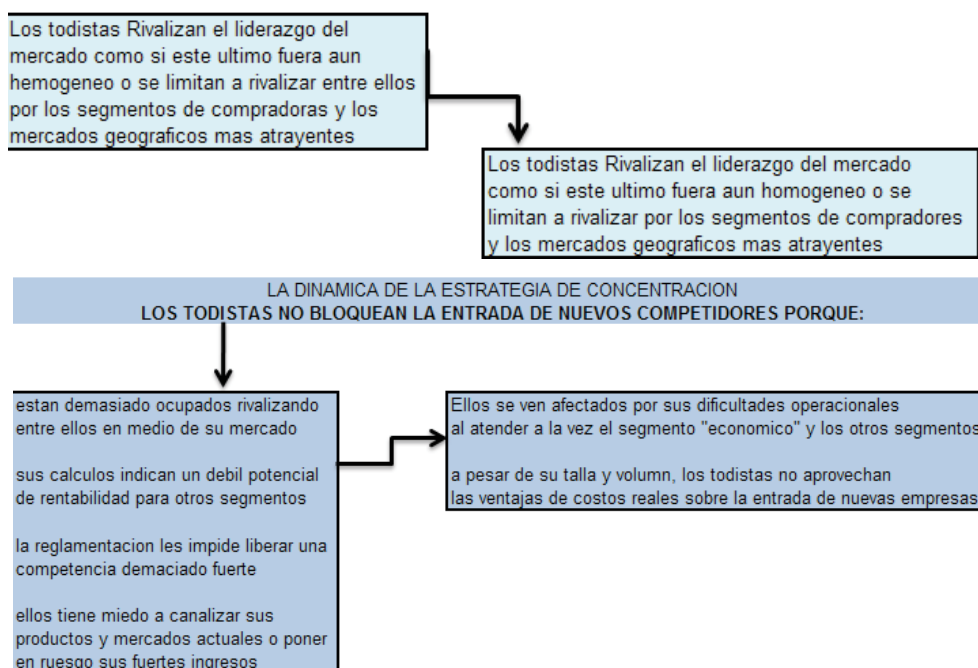 Los todistas Rivalizan el liderazgo del
mercado como si este ultimo fuera aun
hemogeneo o se limitan a rivalizar entre ellos
por los segmentos de compradoras y los
mercados geograficos mas atrayentes
Los todistas Rivalizan el liderazgo del mercado
como si este ultimo fuera aun homogeneo o se
limitan a rivalizar por los segmentos de compradores
y los mercados geograficos mas atrayentes
LA DINAMICA DE LA ESTRATEGIA DE CONCENTRACION
LOS TODISTAS NO BLOQUEAN LA ENTRADA DE NUEVOS COMPETIDORES PORQUE:
estan demasiado ocupados rivalizando
entre ellos en medio de su mercado
sus calculos indican un debil potencial
de rentabilidad para otros segmentos
la reglamentacion les impide liberar una
competencia demaciado fuerte
ellos tiene miedo a canalizar sus
productos y mercados actuales o poner
en ruesgo sus fuertes ingresos
Ellos se ven afectados por sus dificultades operacionales
al atender a la vez el segmento "economico" y los otros segmentos
a pesar de su talla y volumn, los todistas no aprovechan
las ventajas de costos reales sobre la entrada de nuevas empresas